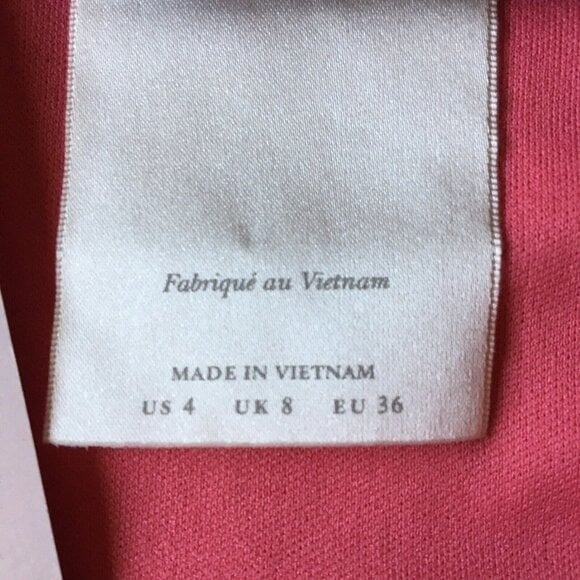 Fabriqué au Vietnam
MADE IN VIETNAM
US 4 UK 8 EU 36